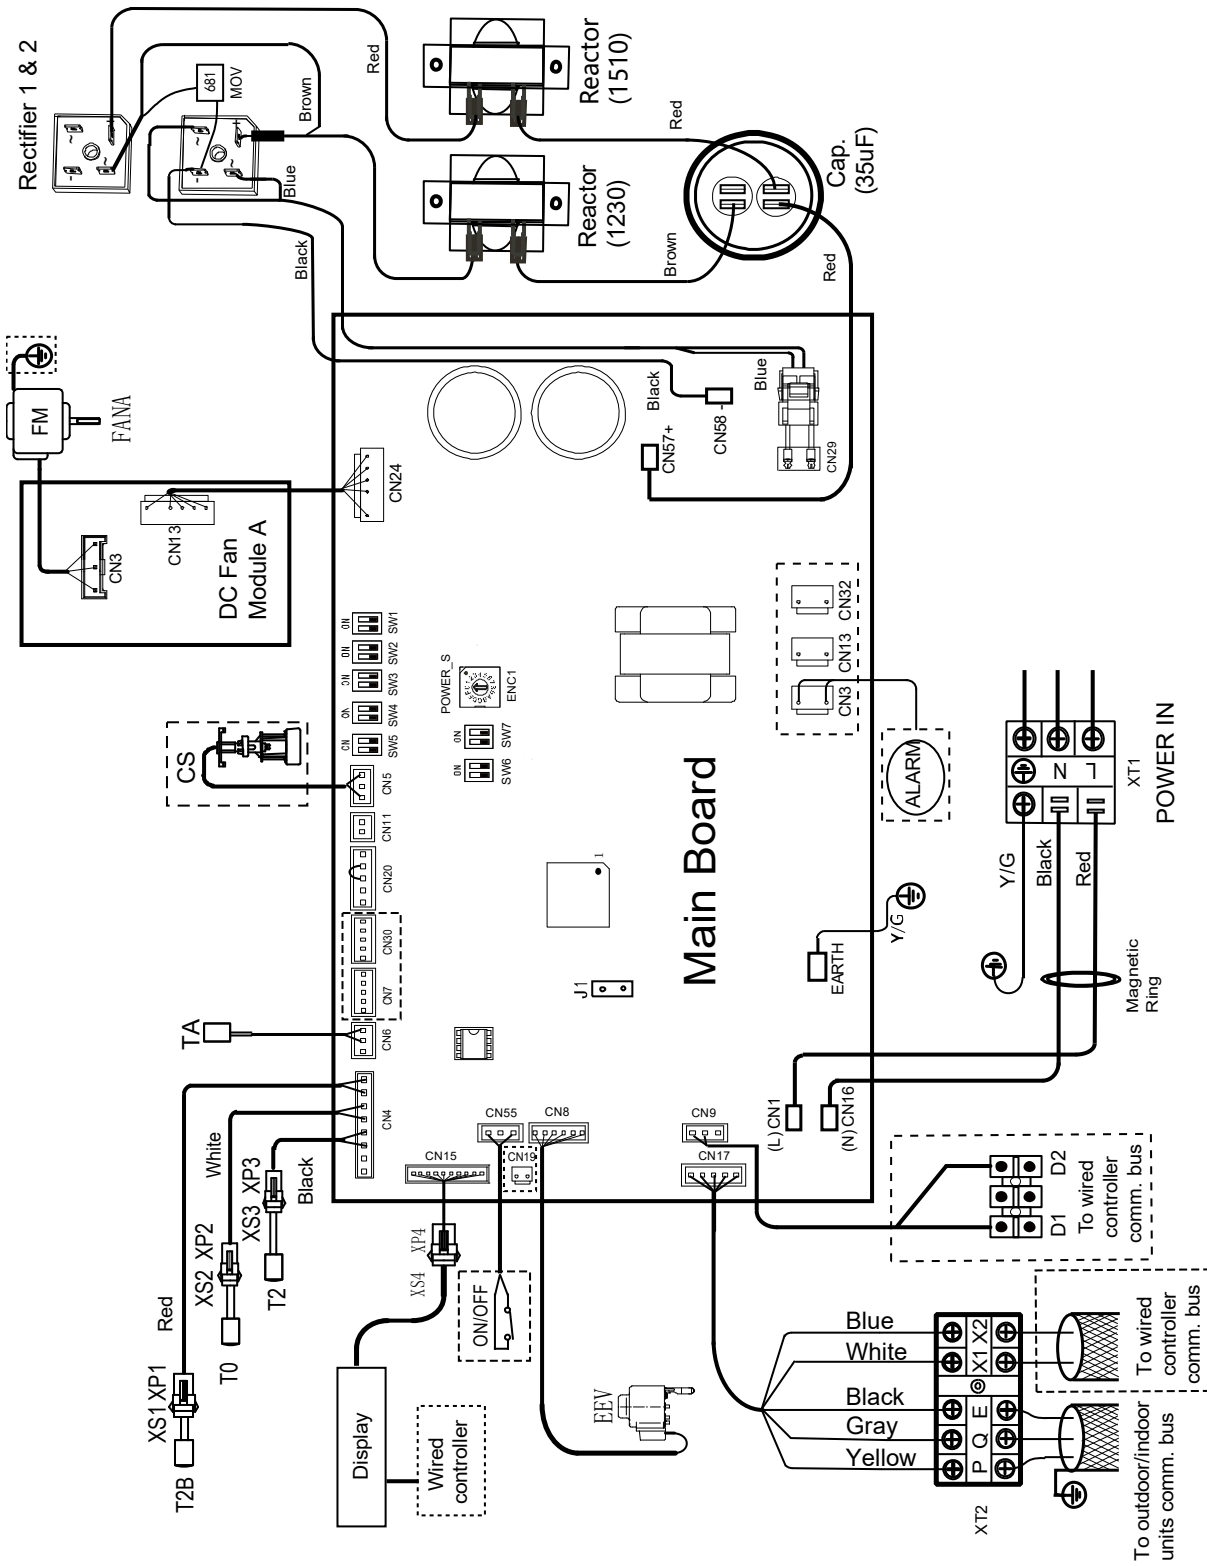 Rectifier 1 & 2
681
MOV
Red
Brown
Blue
Black
Reactor
(1510)
Reactor
(1230)
Red
Brown
Cap.
(35uF)
Red
FM
FANA
CN3
CN13
DC Fan
Module A
CN24
Black
CN57+
CN58 -
Blue
CN29
CS
SW5
SW4
SW3
SW2
SW1
ON
ON
SW6
SW7
POWER_S
ENC1
TA
CN4
CN6
CN7
CN30
CN20
CN11
CN5
J1
1
Main Board
CN3
CN13
CN32
ALARM
EARTH
Y/G
T2B
XS1 XP1
Red
T0
XS2 XP2
White
T2
XS3 XP3
Black
CN15
CN55
CN19
CN8
CN17
CN9
(L) CN1
(N) CN16
Display
Wired
controller
XS4
XP4
ON/OFF
EEV
Magnetic
Ring
Y/G
Black
Red
N
L
XT1
POWER IN
D1
D2
To wired
controller
comm. bus
Blue
White
Black
Gray
Yellow
P Q E X1 X2
XT2
To outdoor/indoor
units comm. bus
To wired
controller
comm. bus